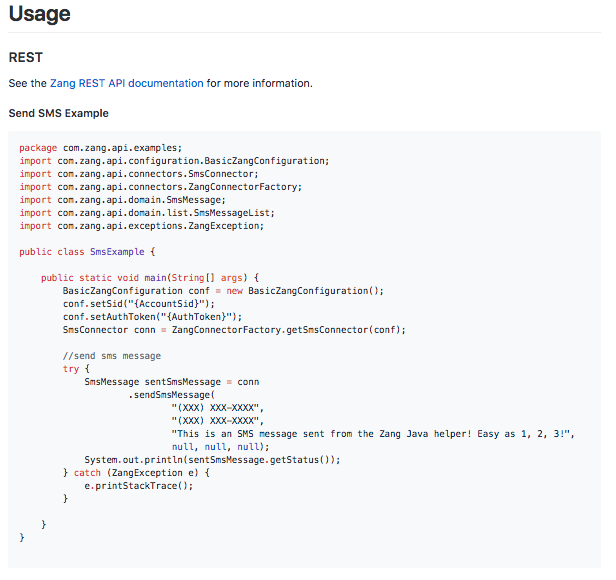 Usage
REST
See the Zang REST API documentation for more information.
Send SMS Example
package com.zang.api.examples;
import com.zang.api.configuration.BasicZangConfiguration;
import com.zang.api.connectors.SmsConnector;
import com.zang.api.connectors.ZangConnectorFactory;
import com.zang.api.domain.SmsMessage;
import com.zang.api.domain.list.SmsMessageList;
import com.zang.api.exceptions.ZangException;
public class SmsExample {
    public static void main(String[] args) {
        BasicZangConfiguration conf = new BasicZangConfiguration();
        conf.setSid("{AccountSid}");
        conf.setAuthToken("{AuthToken}");
        SmsConnector conn = ZangConnectorFactory.getSmsConnector(conf);
        //send sms message
        try {
            SmsMessage sentSmsMessage = conn
                    .sendSmsMessage(
                            "(XXX) XXX-XXXX",
                            "(XXX) XXX-XXXX",
                            "This is an SMS message sent from the Zang Java helper! Easy as 1, 2, 3!",
                            null, null, null);
            System.out.println(sentSmsMessage.getStatus());
        } catch (ZangException e) {
            e.printStackTrace();
        }
    }
}